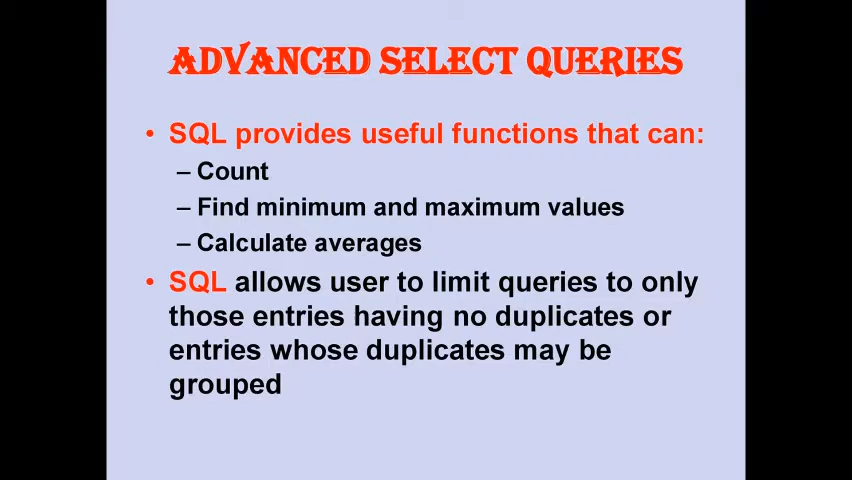 ADVANCED SELECT QUERIES
• SQL provides useful functions that can:
– Count
– Find minimum and maximum values
– Calculate averages
• SQL allows user to limit queries to only
those entries having no duplicates or
entries whose duplicates may be
grouped